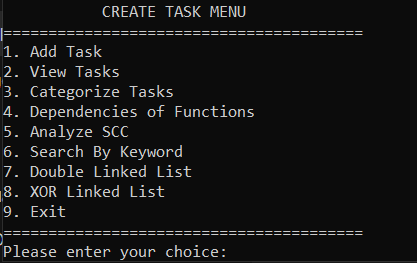 CREATE TASK MENU
========================================
1. Add Task
2. View Tasks
3. Categorize Tasks
4. Dependencies of Functions
5. Analyze SCC
6. Search By Keyword
7. Double Linked List
8. XOR Linked List
9. Exit
========================================
Please enter your choice: